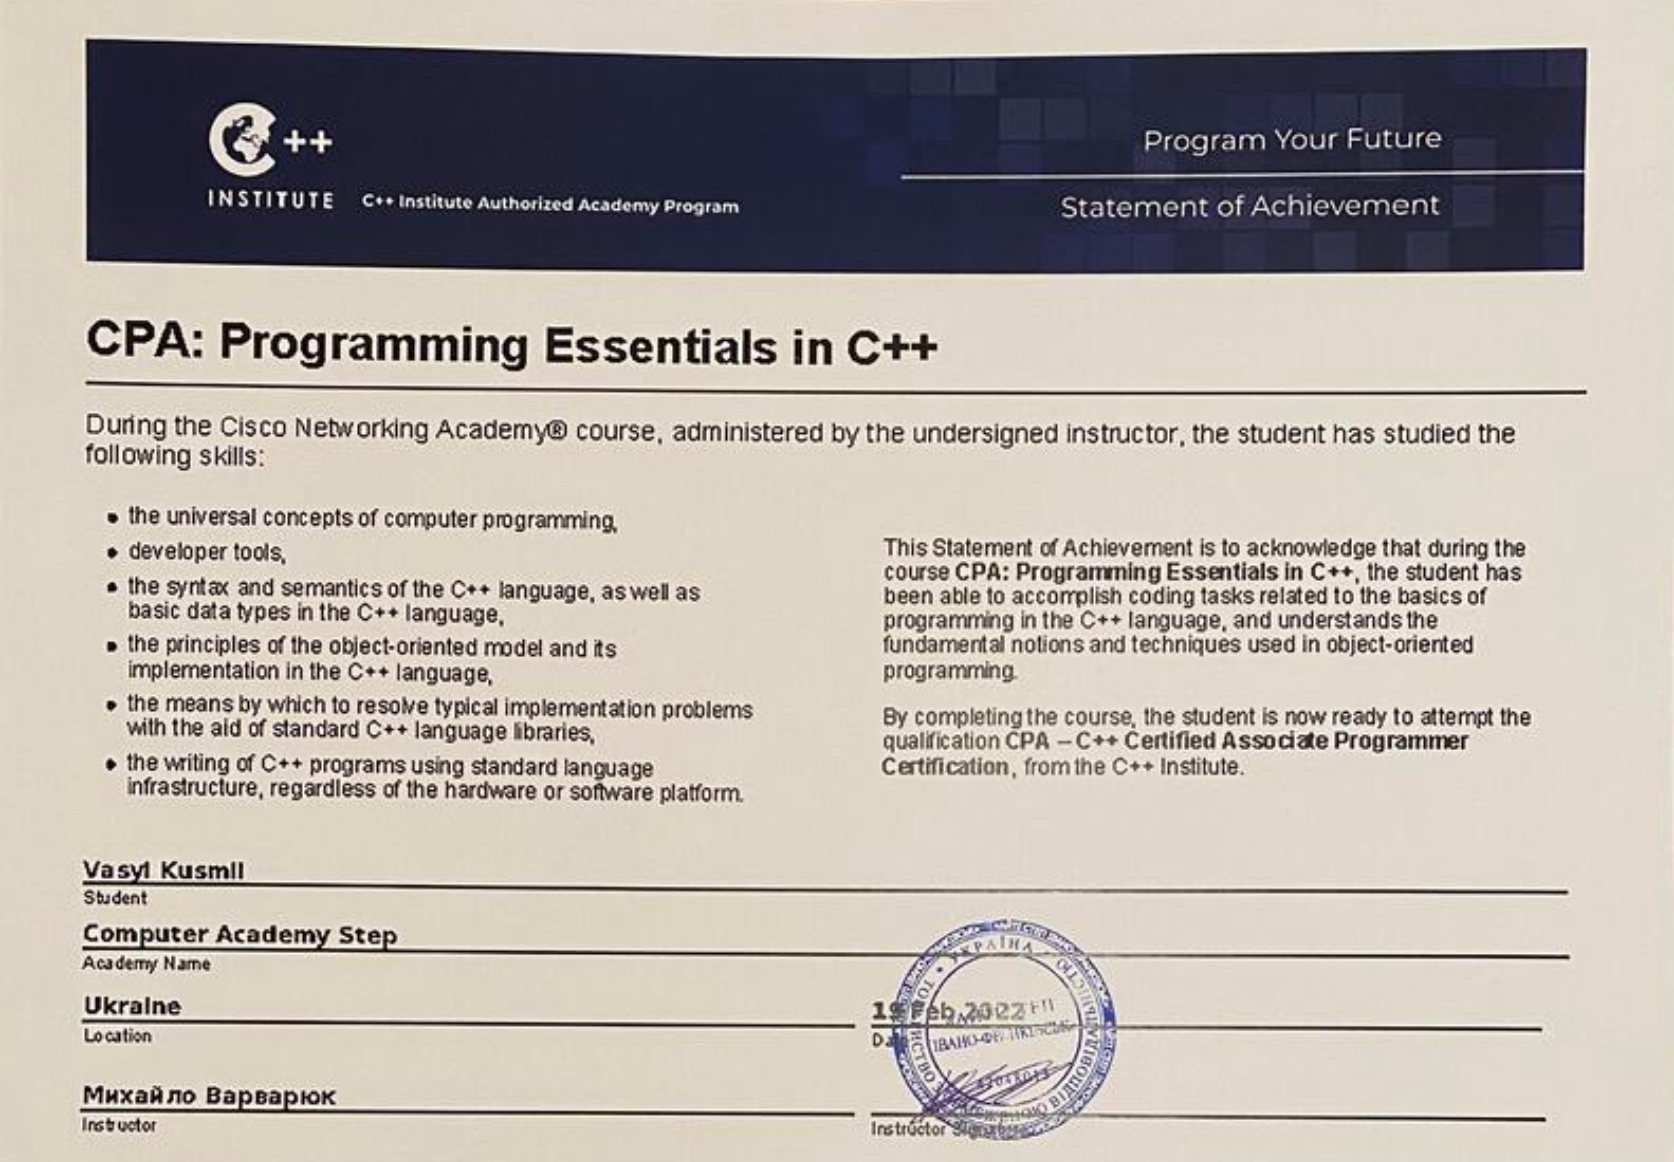 C++
INSTITUTE
C++ Institute Authorized Academy Program
Program Your Future
Statement of Achievement
CPA: Programming Essentials in C++
During the Cisco Networking Academy® course, administered by the undersigned instructor, the student has studied the
following skills:
• the universal concepts of computer programming,
• developer tools,
• the syntax and semantics of the C++ language, as well as
basic data types in the C++ language,
• the principles of the object-oriented model and its
implementation in the C++ language,
• the means by which to resolve typical implementation problems
with the aid of standard C++ language libraries,
• the writing of C++ programs using standard language
infrastructure, regardless of the hardware or software platform.
This Statement of Achievement is to acknowledge that during the
course CPA: Programming Essentials in C++, the student has
been able to accomplish coding tasks related to the basics of
programming in the C++ language, and understands the
fundamental notions and techniques used in object-oriented
programming.
By completing the course, the student is now ready to attempt the
qualification CPA – C++ Certified Associate Programmer
Certification, from the C++ Institute.
Vasyl KusmII
Student
Computer Academy Step
Academy Name
Ukraine
Location
Feb 2022
Date
Михайло Варварюк
Instructor
Instructor Signature
УКРАЇНА